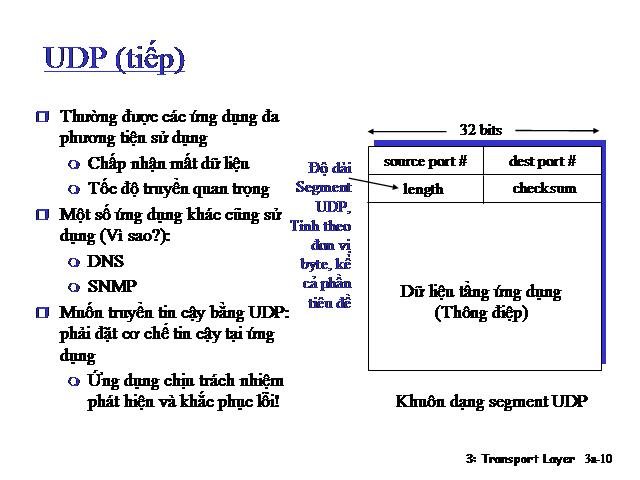 UDP (tiếp)
Thường được các ứng dụng đa
phương tiện sử dụng
Chấp nhận mất dữ liệu
Tốc độ truyền quan trọng
Một số ứng dụng khác cũng sử
dụng (Vì sao?):
DNS
SNMP
Muốn truyền tin cậy bằng UDP:
phải đặt cơ chế tin cậy tại ứng
dụng
Ứng dụng chịu trách nhiệm
phát hiện và khắc phục lỗi!
Độ dài
Segment
UDP,
Tính theo
đơn vị
byte, kể
cả phần
tiêu đề
32 bits
source port #
dest port #
length
checksum
Dữ liệu tầng ứng dụng
(Thông điệp)
Khuôn dạng segment UDP
3: Transport Layer 3a-10